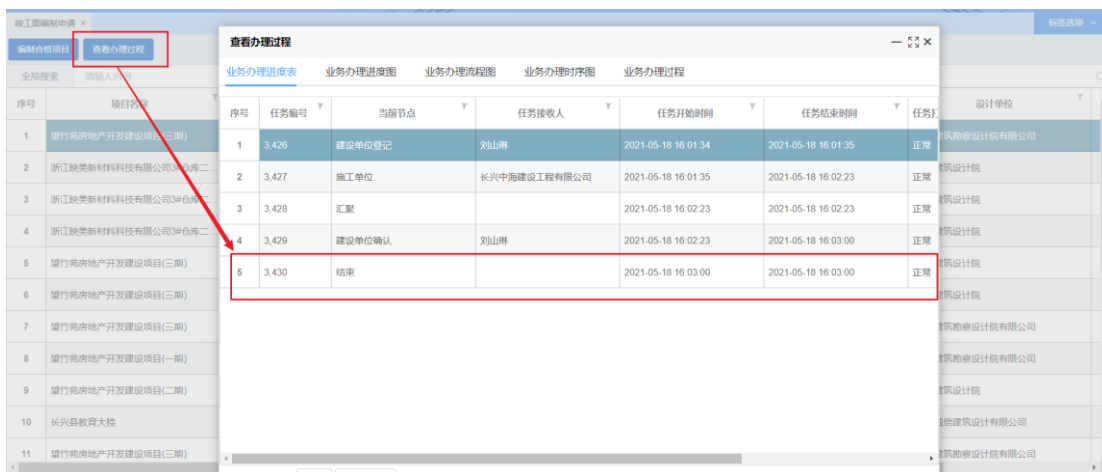 竣工图编制申请 ×
标签选项
编制合格项目 查看办理过程
全局搜索 请输入内容
序号 项目名称 设计单位
1 望竹苑房地产开发建设项目(三期) 筑勘察设计院有限公司
2 浙江映美新材料科技有限公司3#仓库二... 筑设计院
3 浙江映美新材料科技有限公司3#仓库二... 筑设计院
4 浙江映美新材料科技有限公司3#仓库二 筑设计院
5 望竹苑房地产开发建设项目(三期) 筑设计院
6 望竹苑房地产开发建设项目(三期) 筑设计院
7 望竹苑房地产开发建设项目(三期) 筑勘察设计院有限公司
8 望竹苑房地产开发建设项目(一期) 筑勘察设计院有限公司
9 望竹苑房地产开发建设项目(二期) 筑设计院
10 长兴县教育大楼 建筑设计有限公司
11 望竹苑房地产开发建设项目(三期) 筑勘察设计院有限公司
查看办理过程
业务办理进度表 业务办理进度图 业务办理流程图 业务办理时序图 业务办理过程
序号 任务编号 当前节点 任务接收人 任务开始时间 任务结束时间 任务
1 3,426 建设单位登记 刘山琳 2021-05-18 16:01:34 2021-05-18 16:01:35 正常
2 3,427 施工单位 长兴中海建设工程有限公司 2021-05-18 16:01:35 2021-05-18 16:02:23 正常
3 3,428 汇聚 2021-05-18 16:02:23 2021-05-18 16:02:23 正常
4 3,429 建设单位确认 刘山琳 2021-05-18 16:02:23 2021-05-18 16:03:00 正常
5 3,430 结束 2021-05-18 16:03:00 2021-05-18 16:03:00 正常